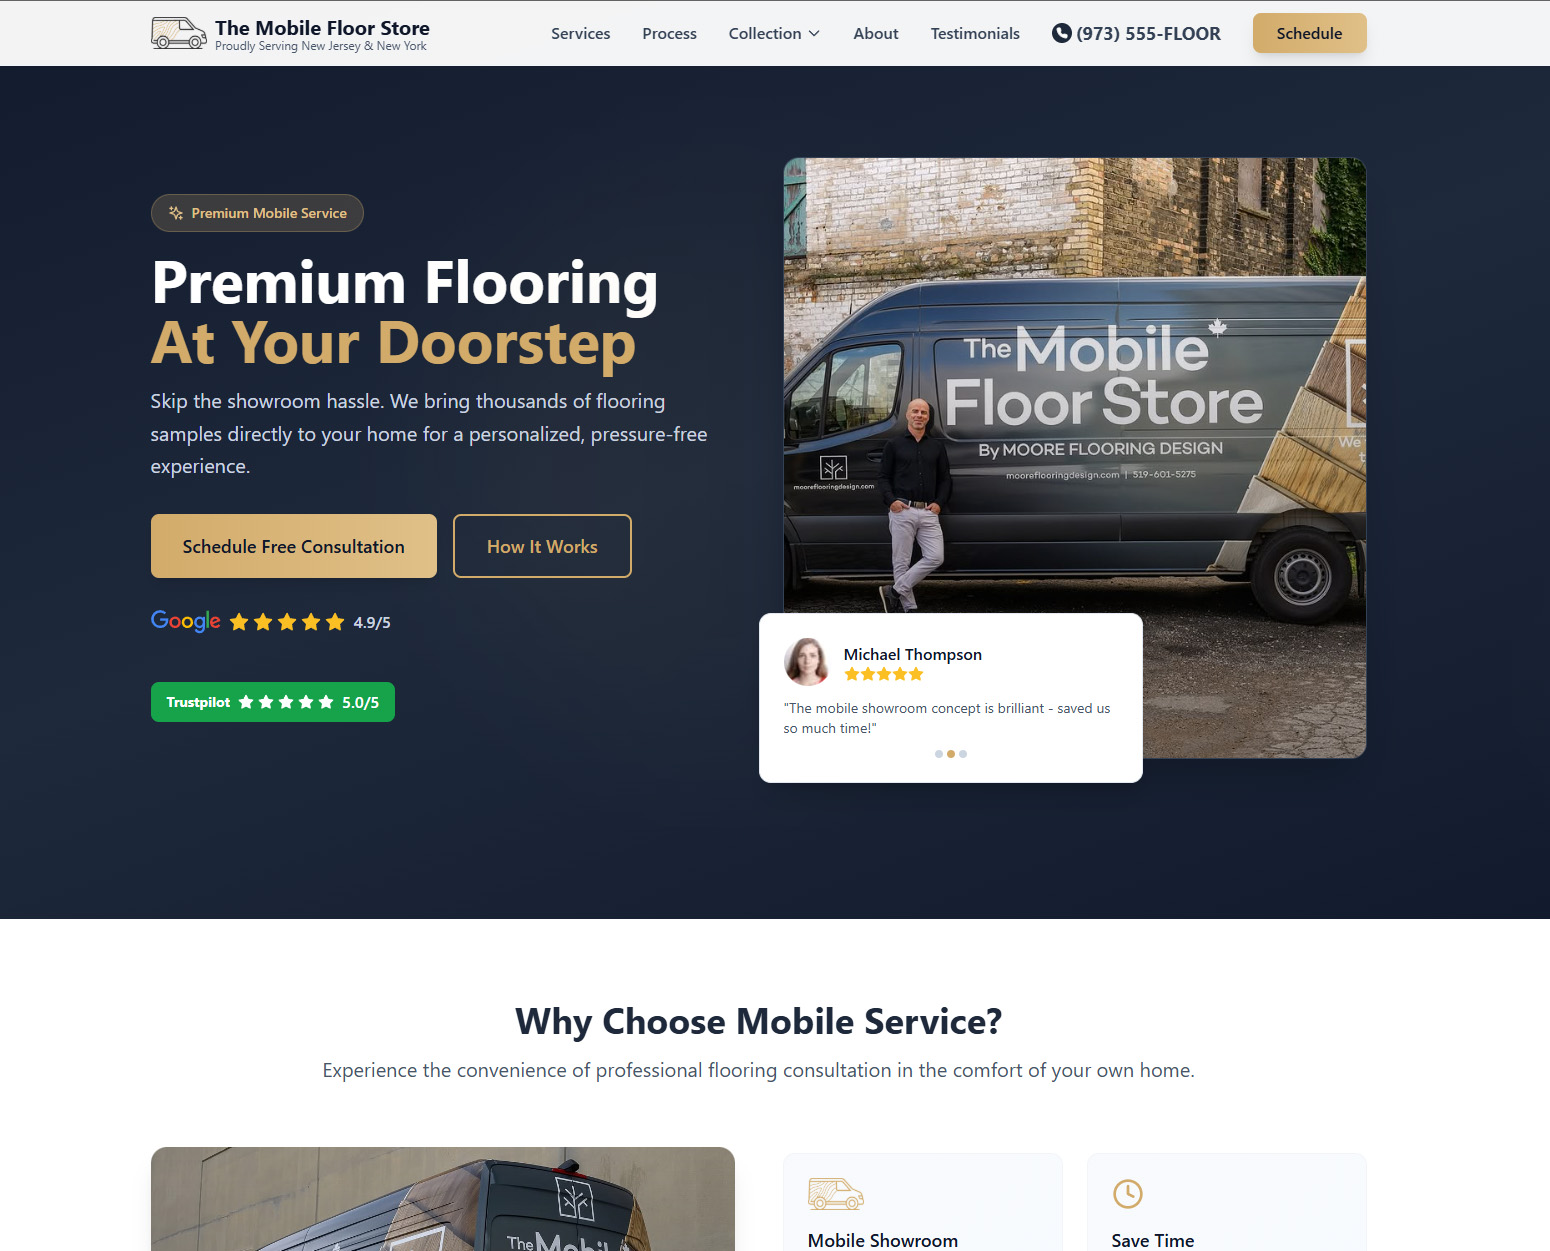 The Mobile Floor Store
Proudly Serving New Jersey & New York
Services
Process
Collection
About
Testimonials
(973) 555-FLOOR
Schedule
Premium Mobile Service
Premium Flooring
At Your Doorstep
Skip the showroom hassle. We bring thousands of flooring
samples directly to your home for a personalized, pressure-free
experience.
Schedule Free Consultation
How It Works
Google 4.9/5
Trustpilot 5.0/5
The Mobile
Floor Store
By MOORE FLOORING DESIGN
mooreflooringdesign.com | 519-601-5275
mooreflooringdesign.com
We
t
Michael Thompson
"The mobile showroom concept is brilliant - saved us
so much time!"
Why Choose Mobile Service?
Experience the convenience of professional flooring consultation in the comfort of your own home.
The Mobil
Mobile Showroom
Save Time